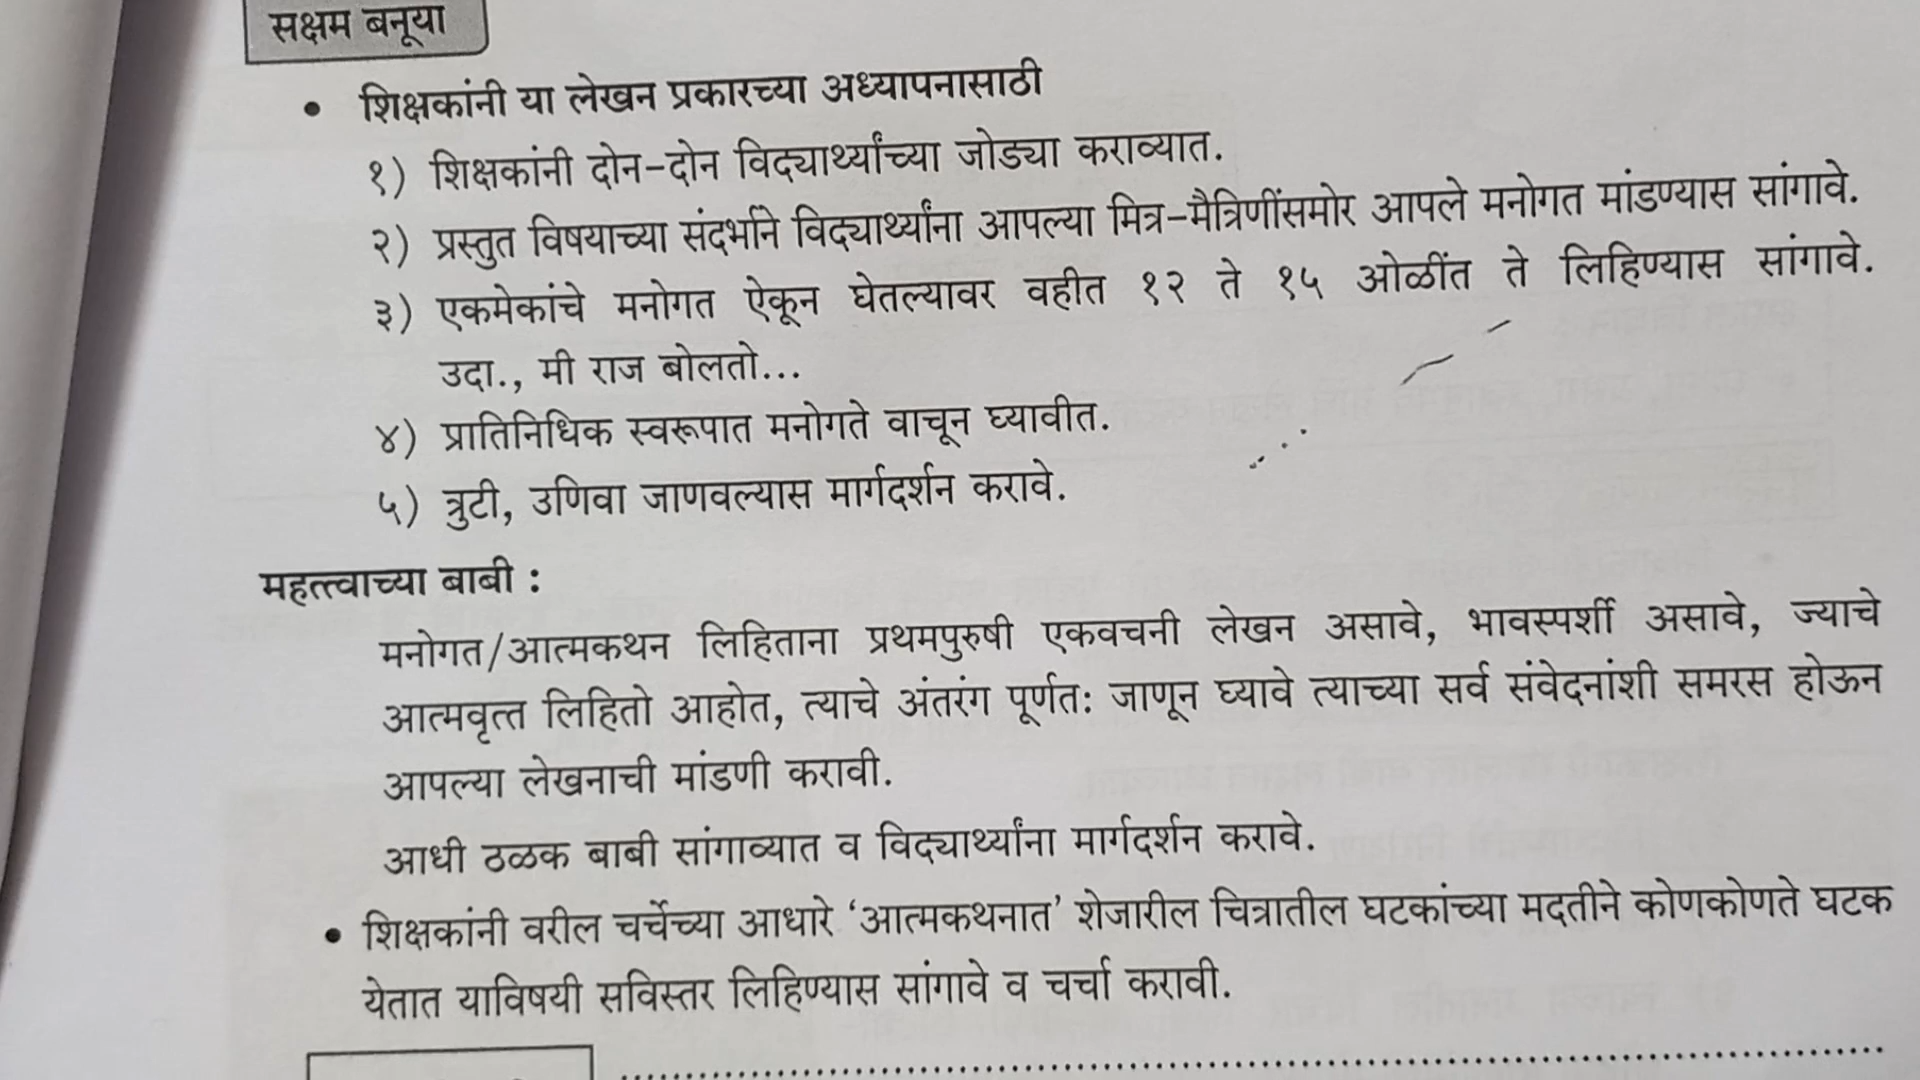 सक्षम बनूया
• शिक्षकांनी या लेखन प्रकारच्या अध्यापनासाठी
१) शिक्षकांनी दोन-दोन विद्यार्थ्यांच्या जोड्या कराव्यात.
२) प्रस्तुत विषयाच्या संदर्भाने विद्यार्थ्यांना आपल्या मित्र-मैत्रिणींसमोर आपले मनोगत मांडण्यास सांगावे.
३) एकमेकांचे मनोगत ऐकून घेतल्यावर वहीत १२ ते १५ ओळींत ते लिहिण्यास सांगावे.
उदा., मी राज बोलतो...
४) प्रातिनिधिक स्वरूपात मनोगते वाचून घ्यावीत.
५) त्रुटी, उणिवा जाणवल्यास मार्गदर्शन करावे.
महत्त्वाच्या बाबी :
मनोगत/आत्मकथन लिहिताना प्रथमपुरुषी एकवचनी लेखन असावे, भावस्पर्शी असावे, ज्याचे
आत्मवृत्त लिहितो आहोत, त्याचे अंतरंग पूर्णतः जाणून घ्यावे त्याच्या सर्व संवेदनांशी समरस होऊन
आपल्या लेखनाची मांडणी करावी.
आधी ठळक बाबी सांगाव्यात व विद्यार्थ्यांना मार्गदर्शन करावे.
• शिक्षकांनी वरील चर्चेच्या आधारे ‘आत्मकथनात’ शेजारील चित्रातील घटकांच्या मदतीने कोणकोणते घटक
येतात याविषयी सविस्तर लिहिण्यास सांगावे व चर्चा करावी.